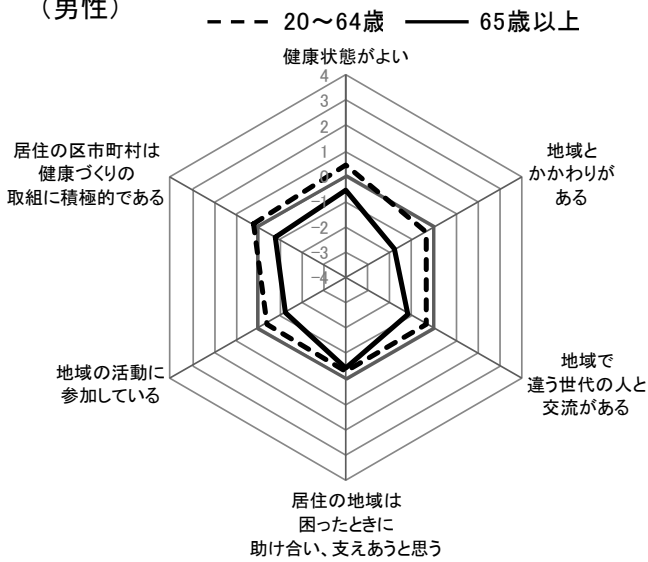 (男性)
20〜64歳
65歳以上
健康状態がよい
4
3
2
1
0
-1
-2
-3
-4
地域と
かかわりが
ある
地域で
違う世代の人と
交流がある
居住の地域は
困ったときに
助け合い、支えあうと思う
地域の活動に
参加している
居住の区市町村は
健康づくりの
取組に積極的である